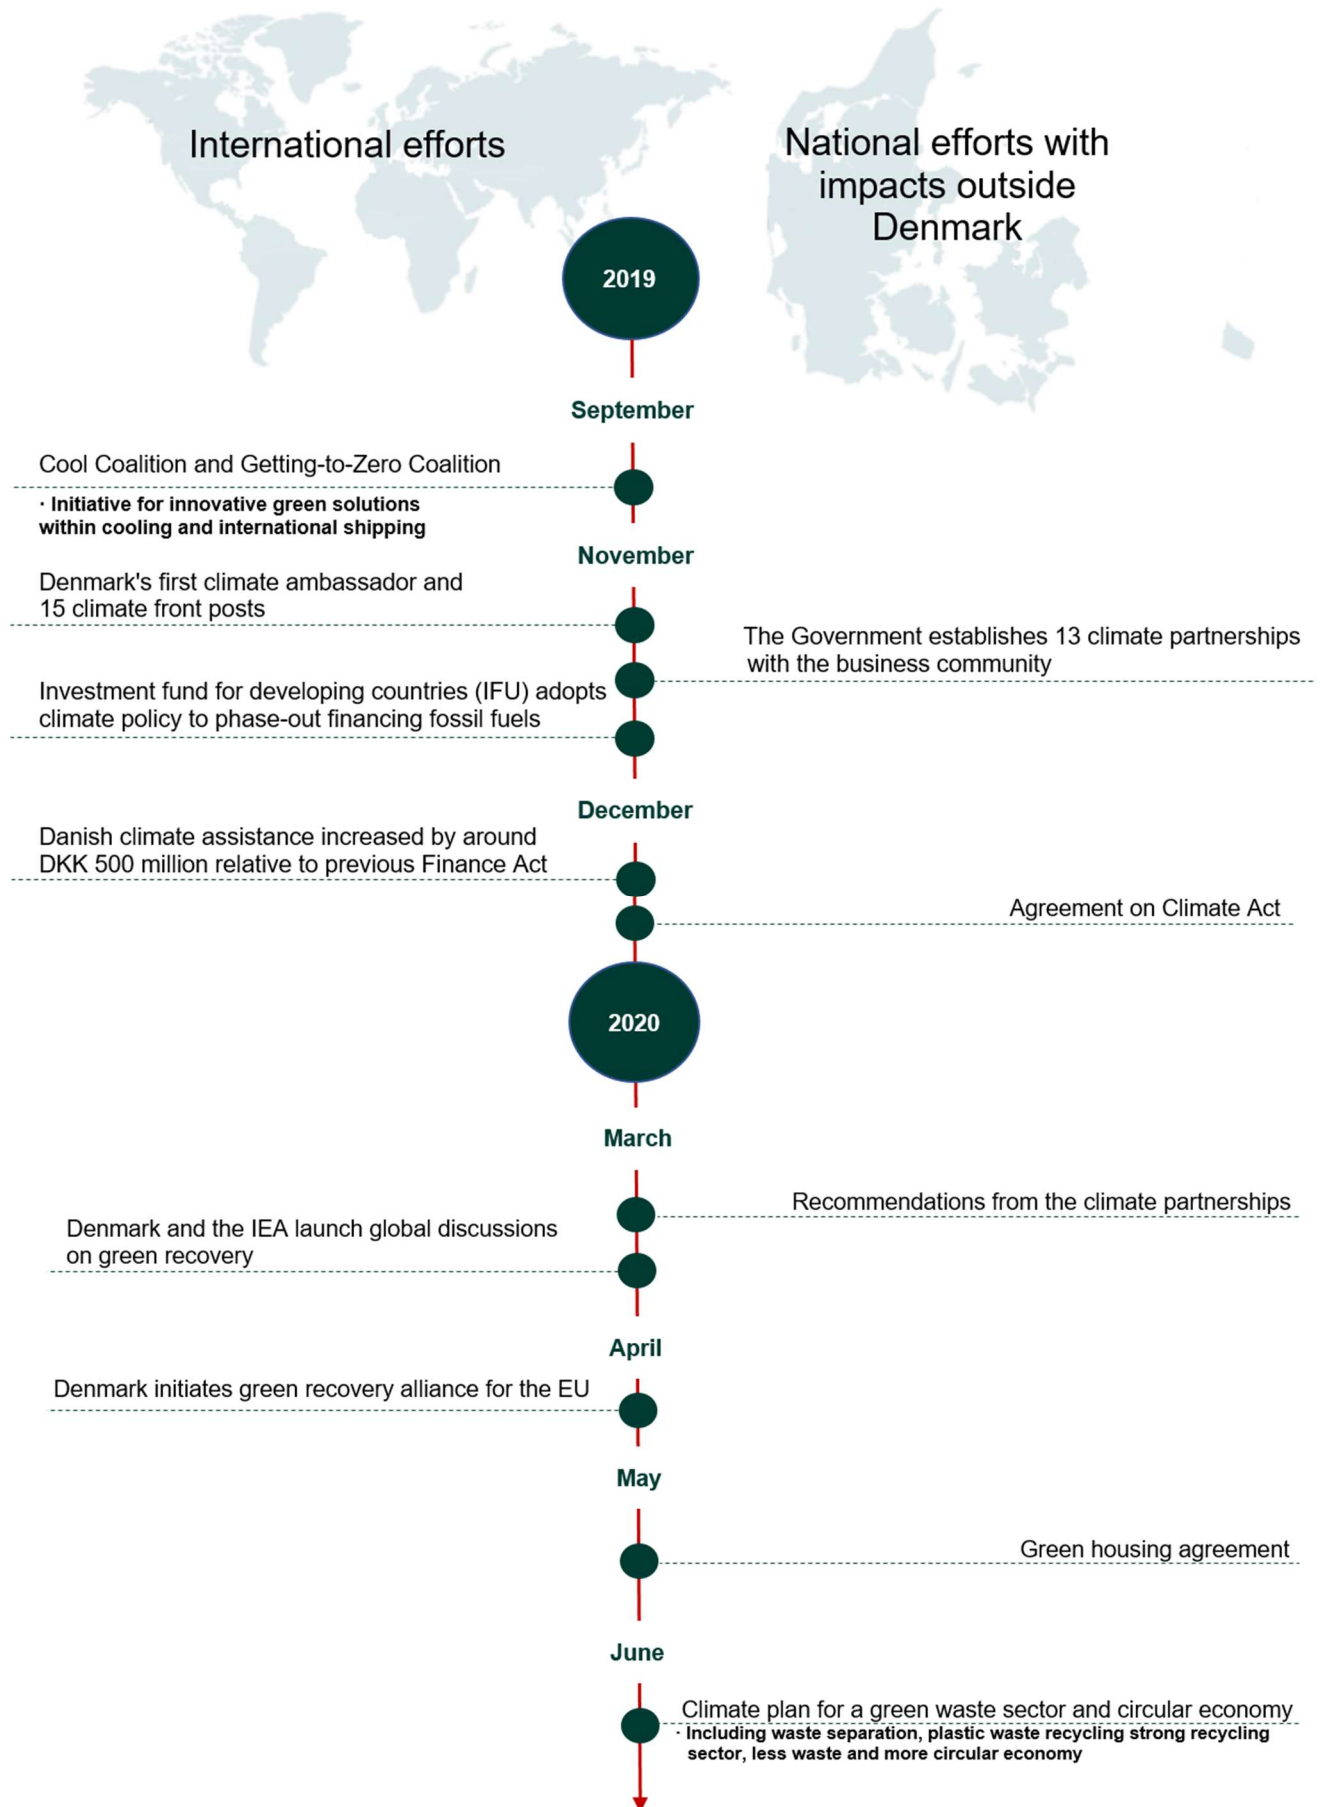 International efforts
National efforts with
impacts outside
Denmark
2019
September
Cool Coalition and Getting-to-Zero Coalition
· Initiative for innovative green solutions
within cooling and international shipping
November
Denmark's first climate ambassador and
15 climate front posts
The Government establishes 13 climate partnerships
with the business community
Investment fund for developing countries (IFU) adopts
climate policy to phase-out financing fossil fuels
December
Danish climate assistance increased by around
DKK 500 million relative to previous Finance Act
Agreement on Climate Act
2020
March
Recommendations from the climate partnerships
Denmark and the IEA launch global discussions
on green recovery
April
Denmark initiates green recovery alliance for the EU
May
Green housing agreement
June
Climate plan for a green waste sector and circular economy
· Including waste separation, plastic waste recycling strong recycling
sector, less waste and more circular economy